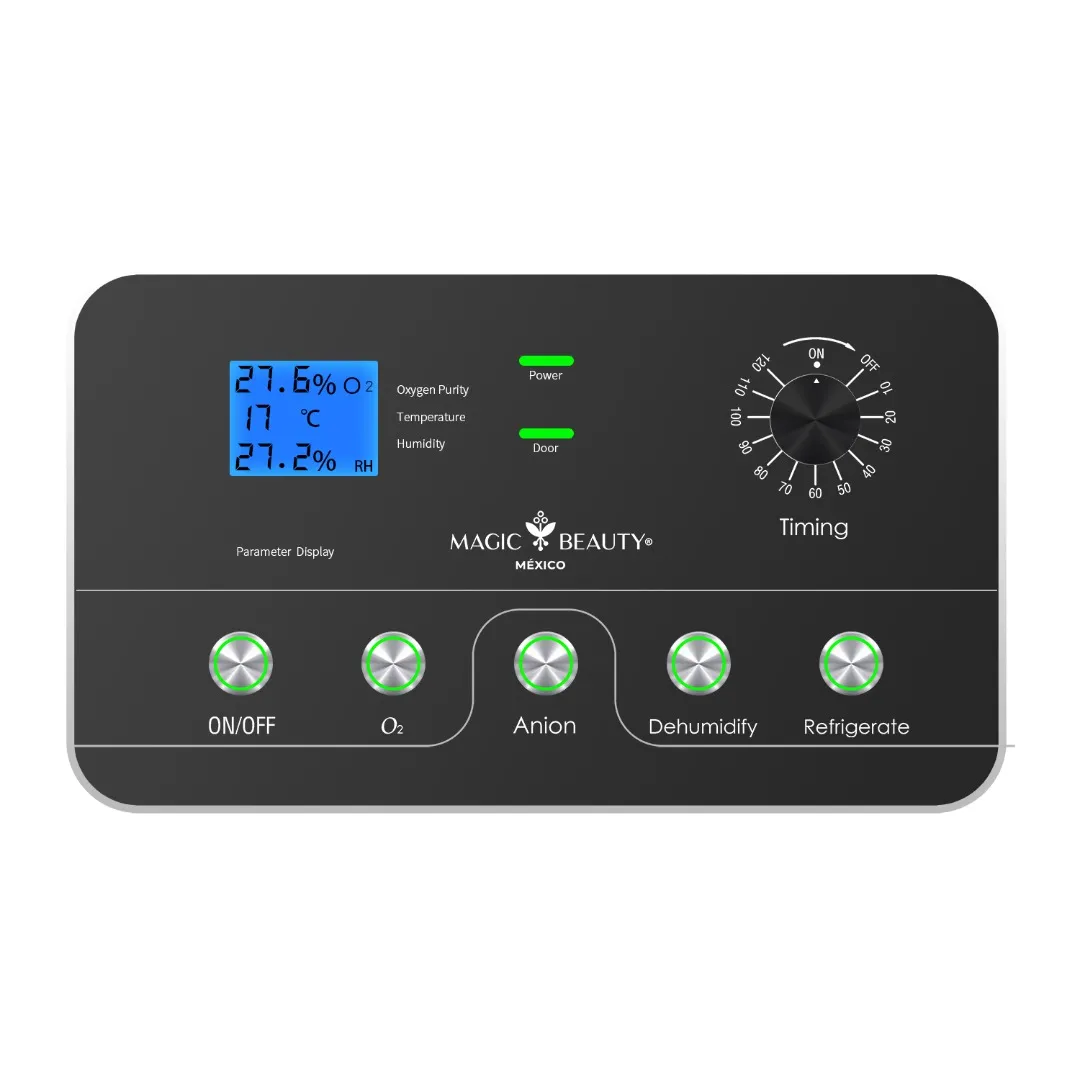 27.6% O2
17 °C
27.2% RH
Oxygen Purity
Temperature
Humidity
Parameter Display
Power
Door
ON
OFF
10
20
30
40
50
60
70
80
90
100
110
120
Timing
MAGIC BEAUTY®
MÉXICO
ON/OFF
O2
Anion
Dehumidify
Refrigerate